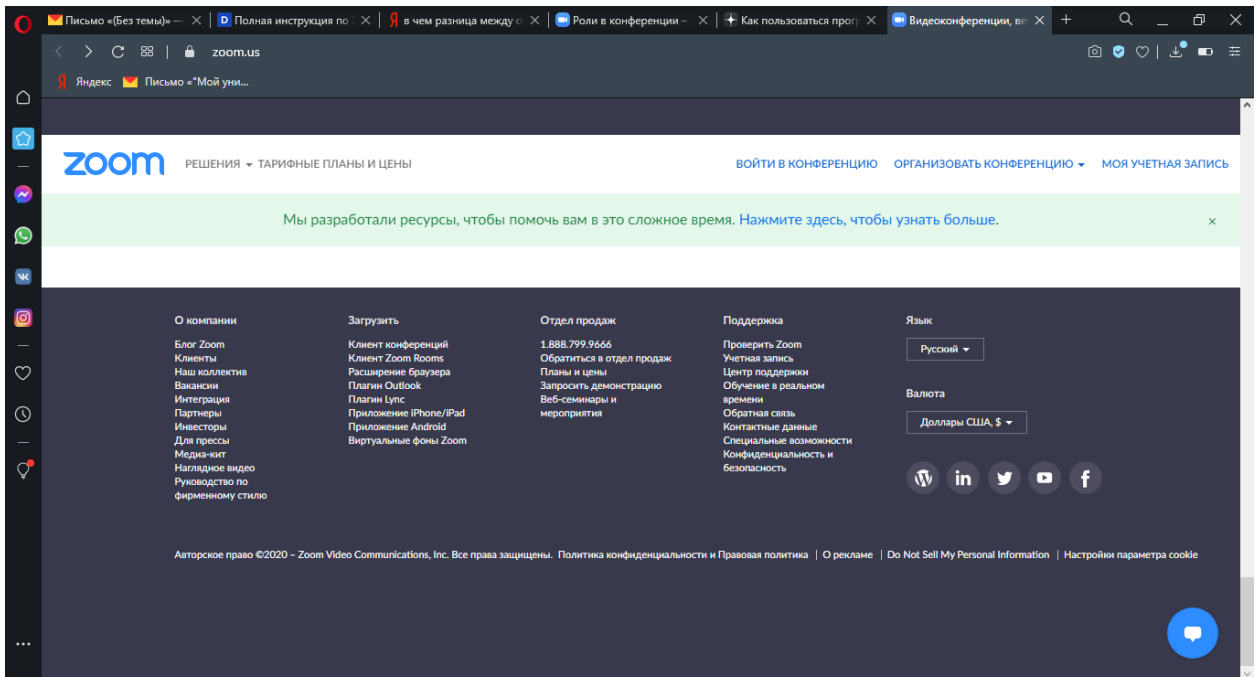 Письмо «(Без темы)» —
Полная инструкция по
в чем разница между о
Роли в конференции –
Как пользоваться прогр
Видеоконференции, ве
zoom.us
Яндекс
Письмо «"Мой уни...
zoom
РЕШЕНИЯ
ТАРИФНЫЕ ПЛАНЫ И ЦЕНЫ
ВОЙТИ В КОНФЕРЕНЦИЮ
ОРГАНИЗОВАТЬ КОНФЕРЕНЦИЮ
МОЯ УЧЕТНАЯ ЗАПИСЬ
Мы разработали ресурсы, чтобы помочь вам в это сложное время. Нажмите здесь, чтобы узнать больше.
О компании
Блог Zoom
Клиенты
Наш коллектив
Вакансии
Интеграция
Партнеры
Инвесторы
Для прессы
Медиа-кит
Наглядное видео
Руководство по
фирменному стилю
Загрузить
Клиент конференций
Клиент Zoom Rooms
Расширение браузера
Плагин Outlook
Плагин Lync
Приложение iPhone/iPad
Приложение Android
Виртуальные фоны Zoom
Отдел продаж
1.888.799.9666
Обратиться в отдел продаж
Планы и цены
Запросить демонстрацию
Веб-семинары и
мероприятия
Поддержка
Проверить Zoom
Учетная запись
Центр поддержки
Обучение в реальном
времени
Обратная связь
Контактные данные
Специальные возможности
Конфиденциальность и
безопасность
Язык
Русский
Валюта
Доллары США, $
Авторское право ©2020 – Zoom Video Communications, Inc. Все права защищены. Политика конфиденциальности и Правовая политика | О рекламе | Do Not Sell My Personal Information | Настройки параметра cookie